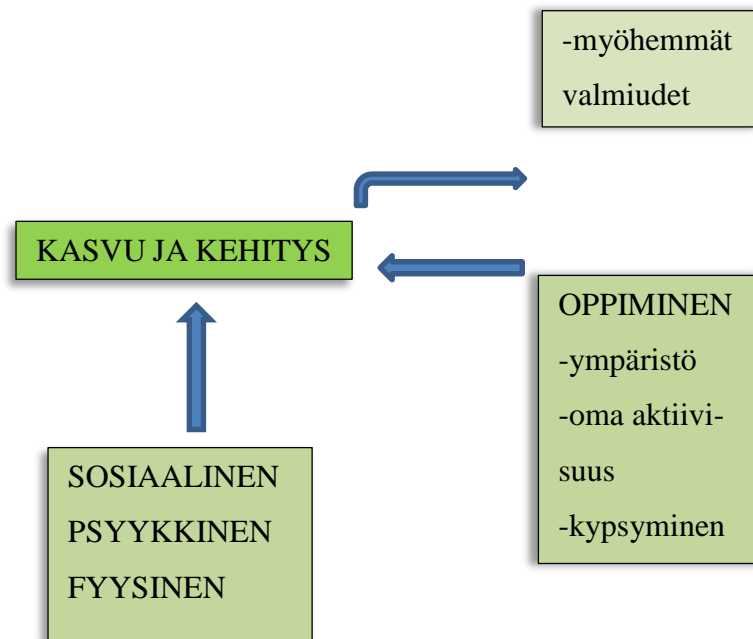 -myöhemmät
valmiudet
KASVU JA KEHITYS
OPPIMINEN
-ympäristö
-oma aktiivi-
suus
-kypsyminen
SOSIAALINEN
PSYYKKINEN
FYYSINEN